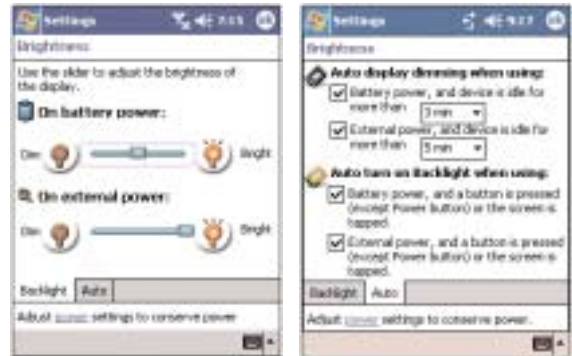 Settings 7:15 ok
Brightness
Use the slider to adjust the brightness of
the display.
On battery power:
Dim Bright
On external power:
Dim Bright
Backlight Auto
Adjust power settings to conserve power
Settings 9:27 ok
Brightness
Auto display dimming when using:
Battery power, and device is idle for
more than 3 min
External power, and device is idle for
more than 5 min
Auto turn on Backlight when using:
Battery power, and a button is pressed
(except Power button) or the screen is
tapped.
External power, and a button is pressed
(except Power button) or the screen is
tapped.
Backlight Auto
Adjust power settings to conserve power.